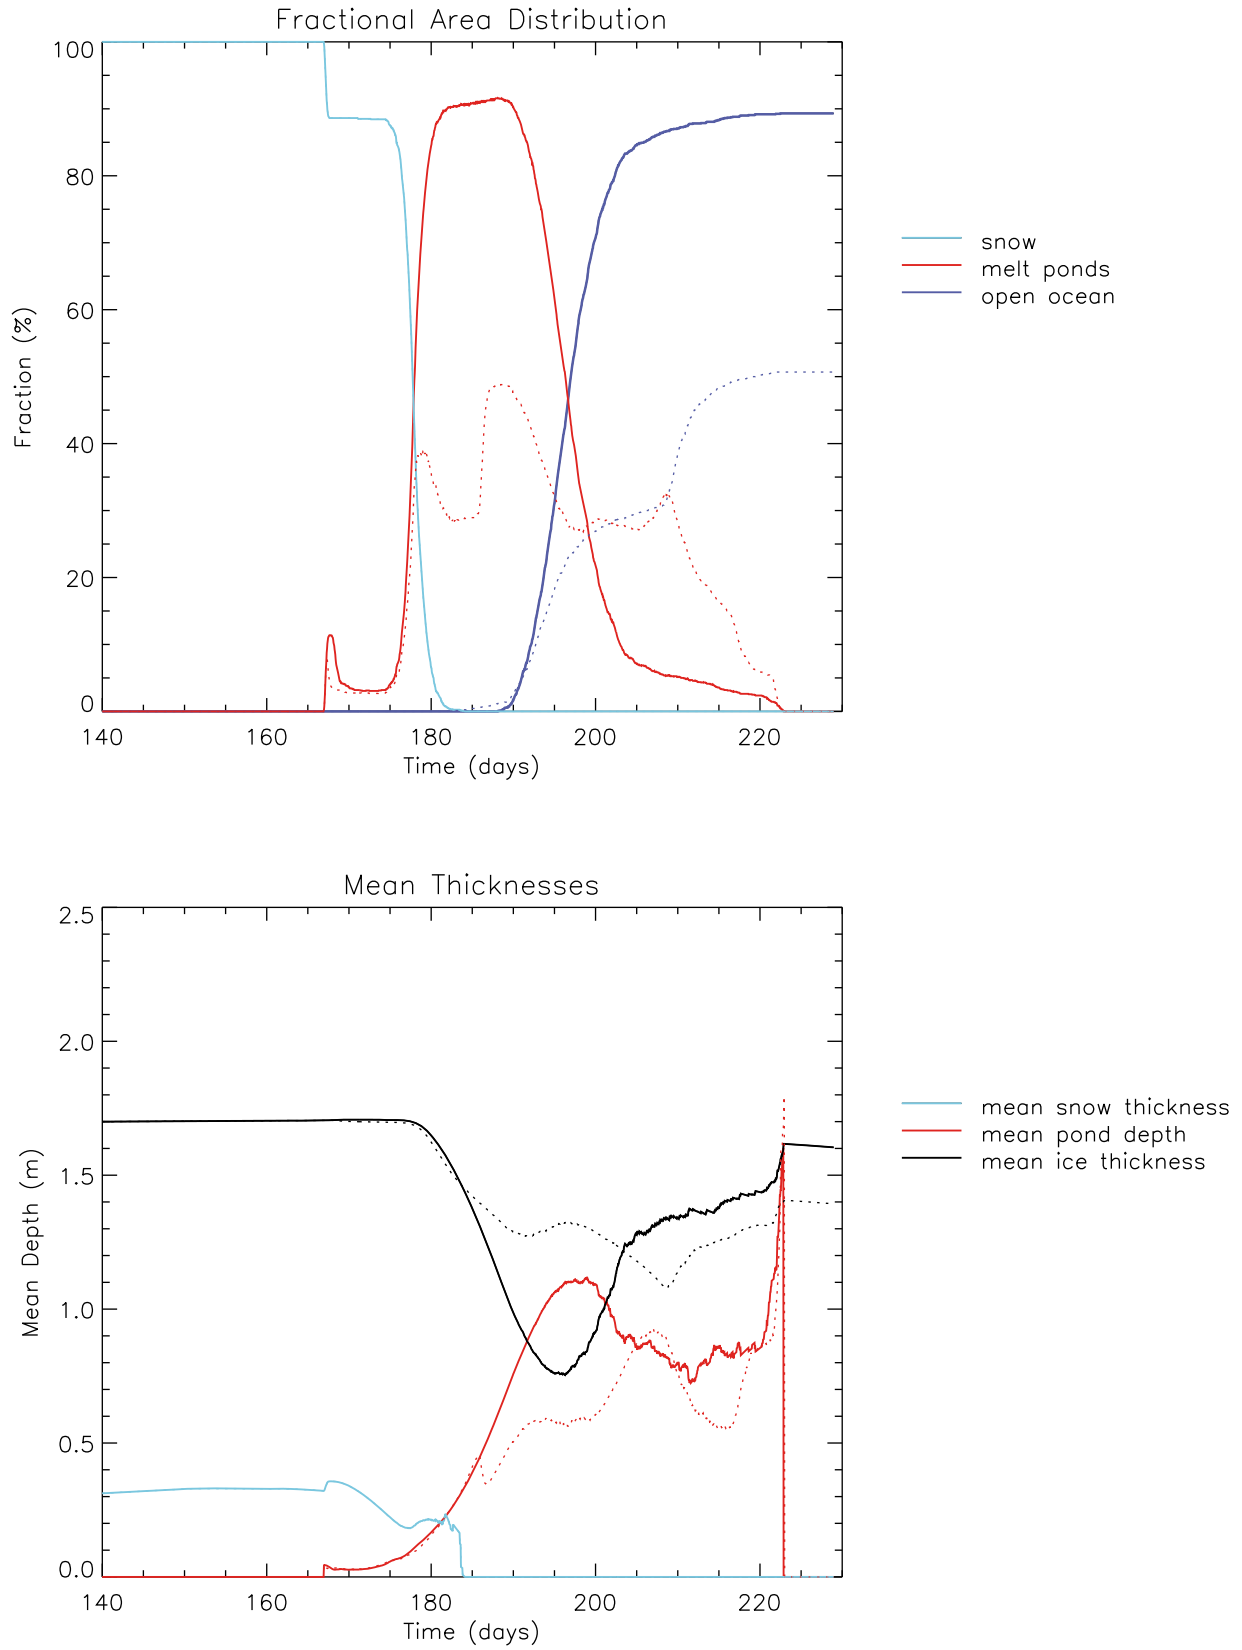 Fractional Area Distribution
100
80
60
40
20
0
Fraction (%)
140 160 180 200 220
Time (days)
snow
melt ponds
open ocean
Mean Thicknesses
2.5
2.0
1.5
1.0
0.5
0.0
Mean Depth (m)
140 160 180 200 220
Time (days)
mean snow thickness
mean pond depth
mean ice thickness